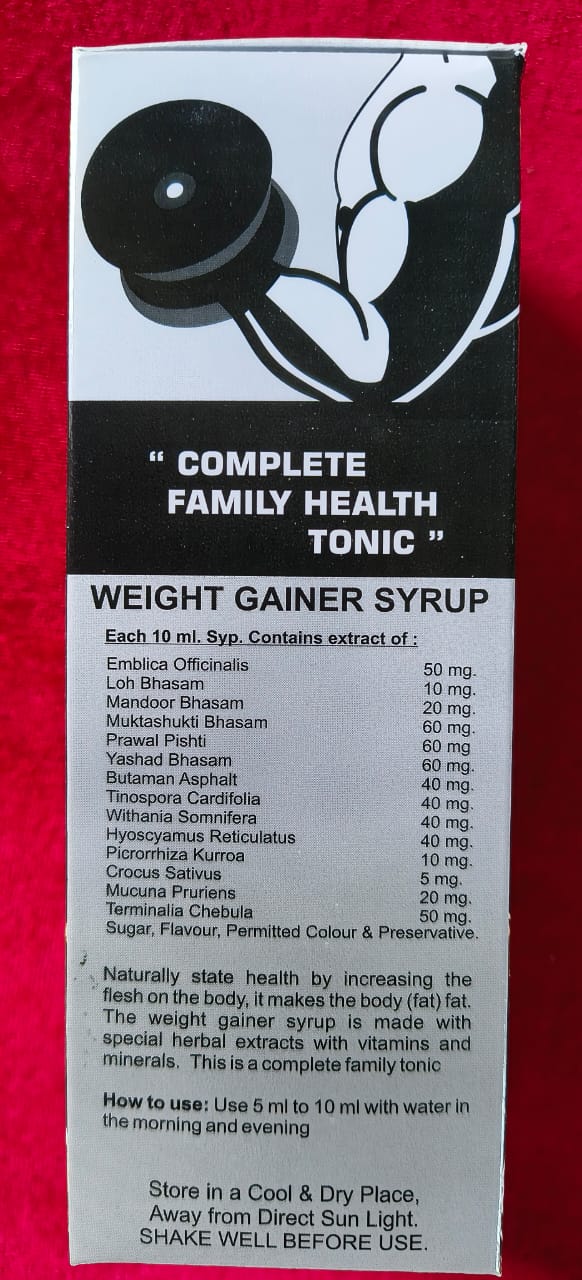 “ COMPLETE
FAMILY HEALTH
TONIC ”
WEIGHT GAINER SYRUP
Each 10 ml. Syp. Contains extract of :
Emblica Officinalis 50 mg.
Loh Bhasam 10 mg.
Mandoor Bhasam 20 mg.
Muktashukti Bhasam 60 mg.
Prawal Pishti 60 mg
Yashad Bhasam 60 mg.
Butaman Asphalt 40 mg.
Tinospora Cardifolia 40 mg.
Withania Somnifera 40 mg.
Hyoscyamus Reticulatus 40 mg.
Picrorrhiza Kurroa 10 mg.
Crocus Sativus 5 mg.
Mucuna Pruriens 20 mg.
Terminalia Chebula 50 mg.
Sugar, Flavour, Permitted Colour & Preservative.
Naturally state health by increasing the
flesh on the body, it makes the body (fat) fat.
The weight gainer syrup is made with
special herbal extracts with vitamins and
minerals. This is a complete family tonic
How to use: Use 5 ml to 10 ml with water in
the morning and evening
Store in a Cool & Dry Place,
Away from Direct Sun Light.
SHAKE WELL BEFORE USE.